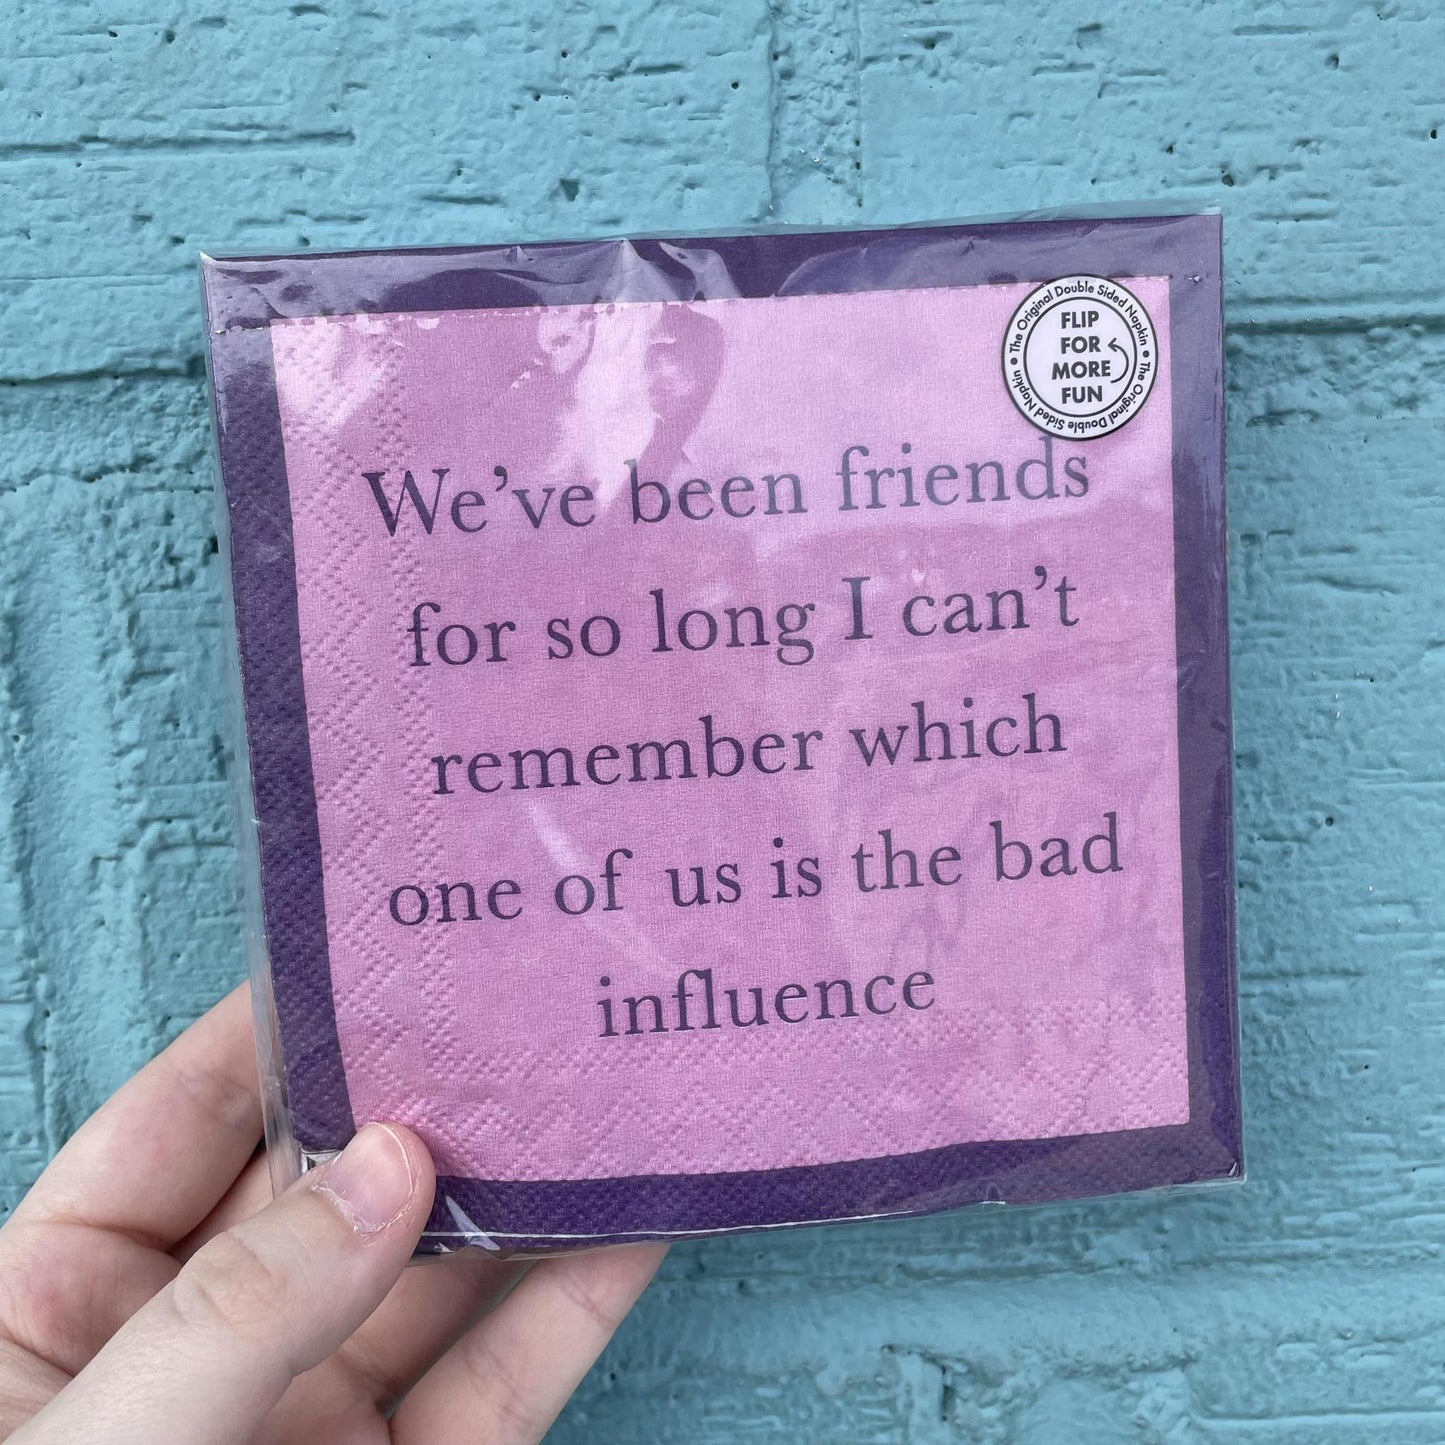 The Original Double Sided Napkin • The Original Double Sided Napkin •
FLIP
FOR
MORE
FUN
We’ve been friends
for so long I can’t
remember which
one of us is the bad
influence